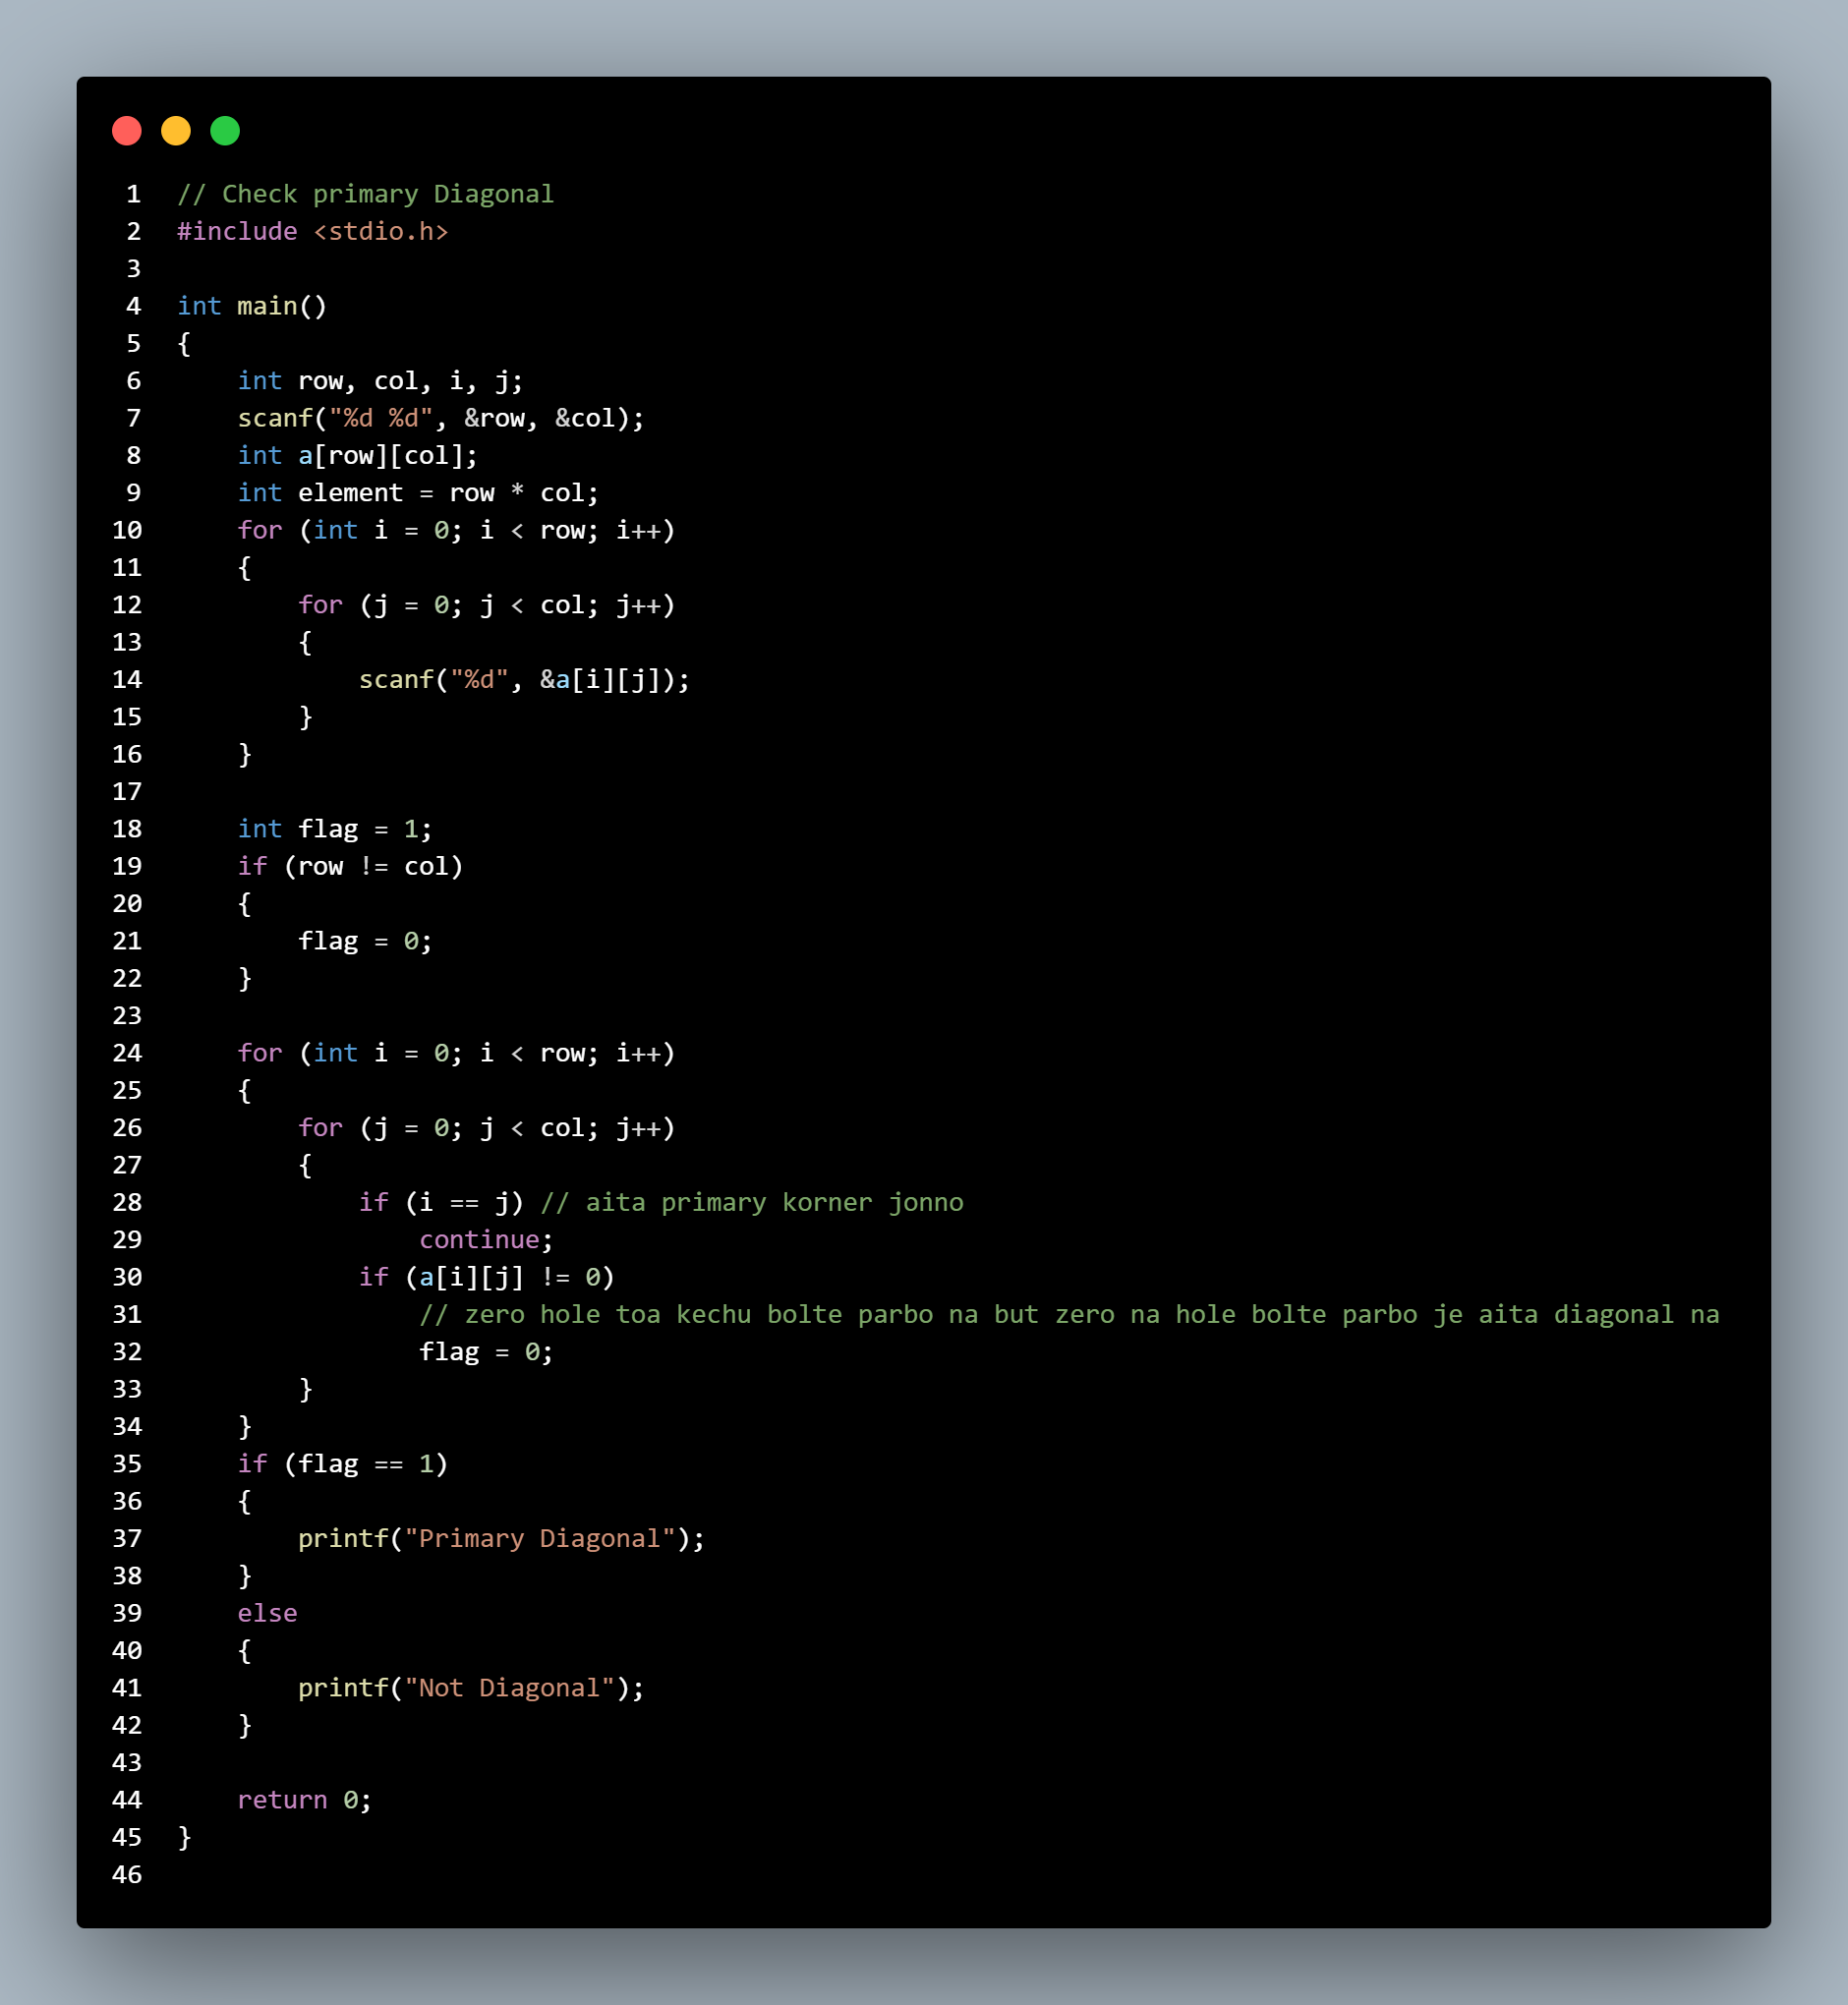 1 // Check primary Diagonal
2 #include <stdio.h>
3
4 int main()
5 {
6     int row, col, i, j;
7     scanf("%d %d", &row, &col);
8     int a[row][col];
9     int element = row * col;
10     for (int i = 0; i < row; i++)
11     {
12         for (j = 0; j < col; j++)
13         {
14             scanf("%d", &a[i][j]);
15         }
16     }
17
18     int flag = 1;
19     if (row != col)
20     {
21         flag = 0;
22     }
23
24     for (int i = 0; i < row; i++)
25     {
26         for (j = 0; j < col; j++)
27         {
28             if (i == j) // aita primary korner jonno
29                 continue;
30             if (a[i][j] != 0)
31                 // zero hole toa kechu bolte parbo na but zero na hole bolte parbo je aita diagonal na
32                 flag = 0;
33         }
34     }
35     if (flag == 1)
36     {
37         printf("Primary Diagonal");
38     }
39     else
40     {
41         printf("Not Diagonal");
42     }
43
44     return 0;
45 }
46